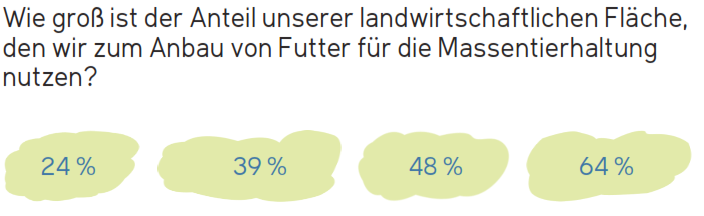 Wie groß ist der Anteil unserer landwirtschaftlichen Fläche,
den wir zum Anbau von Futter für die Massentierhaltung
nutzen?
24 % 39 % 48 % 64 %